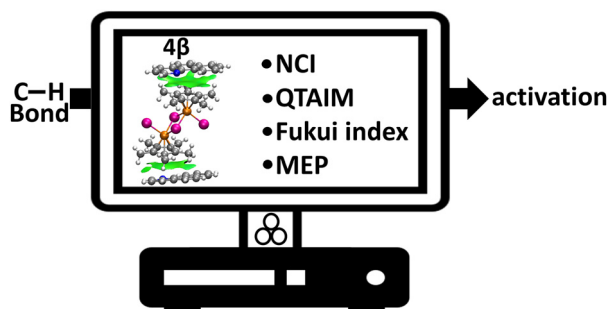 4β
C–H
Bond
•NCI
•QTAIM
•Fukui index
•MEP
activation